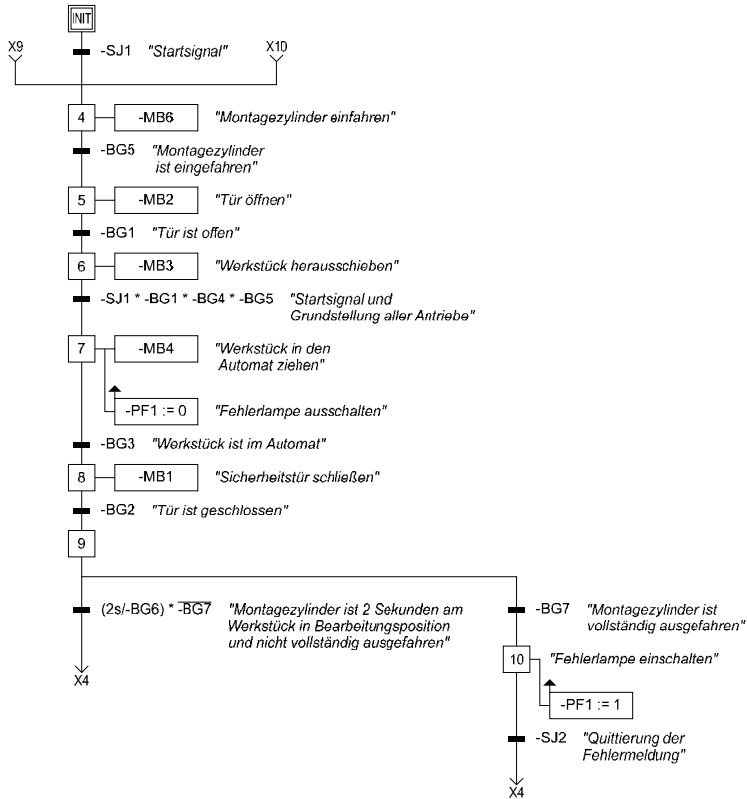 INIT
X9
-SJ1 "Startsignal"
X10
4 -MB6 "Montagezylinder einfahren"
-BG5 "Montagezylinder
ist eingefahren"
5 -MB2 "Tür öffnen"
-BG1 "Tür ist offen"
6 -MB3 "Werkstück herausschieben"
-SJ1 * -BG1 * -BG4 * -BG5 "Startsignal und
Grundstellung aller Antriebe"
7 -MB4 "Werkstück in den
Automat ziehen"
-PF1 := 0 "Fehlerlampe ausschalten"
-BG3 "Werkstück ist im Automat"
8 -MB1 "Sicherheitstür schließen"
-BG2 "Tür ist geschlossen"
9
(2s/-BG6) * -B̅G̅7̅ "Montagezylinder ist 2 Sekunden am
Werkstück in Bearbeitungsposition
und nicht vollständig ausgefahren"
X4
-BG7 "Montagezylinder ist
vollständig ausgefahren"
10 "Fehlerlampe einschalten"
-PF1 := 1
-SJ2 "Quittierung der
Fehlermeldung"
X4